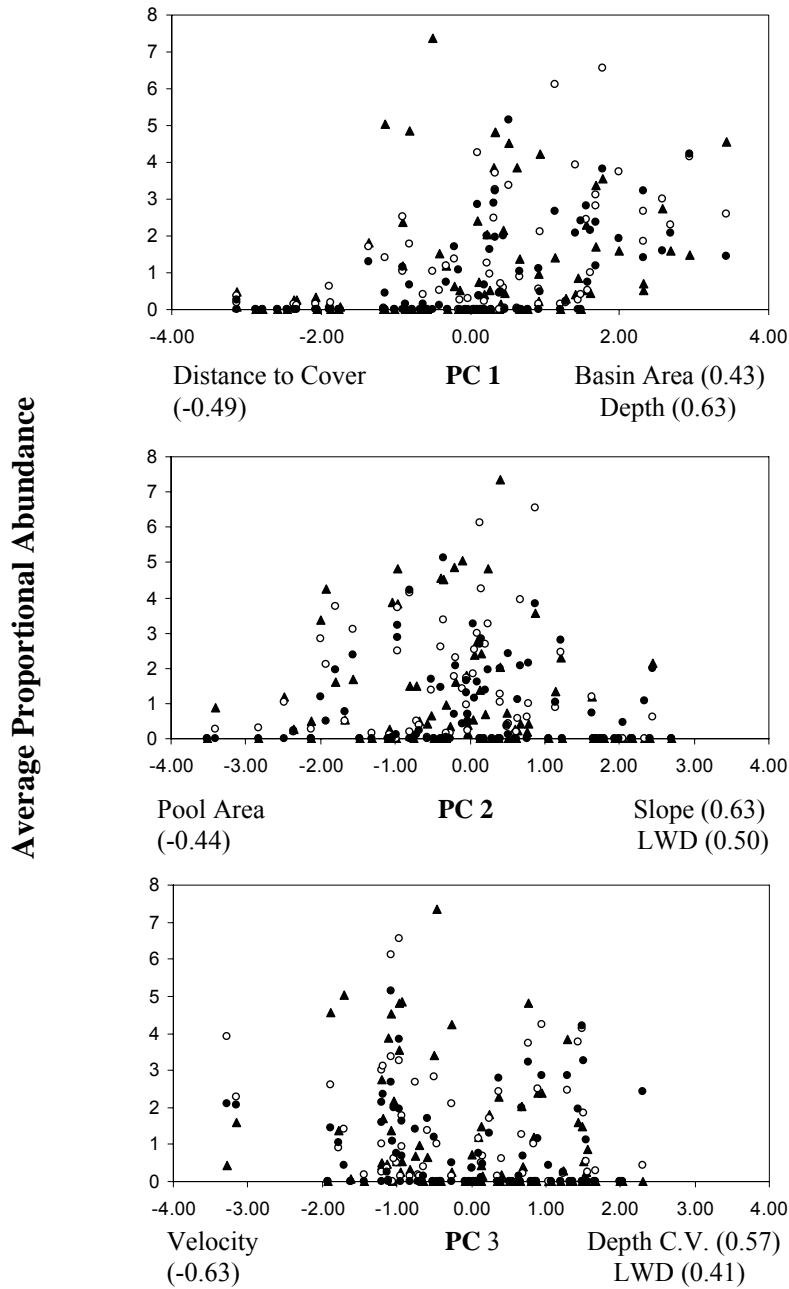 Average Proportional Abundance
8
7
6
5
4
3
2
1
0
-4.00 -2.00 0.00 2.00 4.00
Distance to Cover PC 1 Basin Area (0.43)
(-0.49) Depth (0.63)
8
7
6
5
4
3
2
1
0
-4.00 -3.00 -2.00 -1.00 0.00 1.00 2.00 3.00 4.00
Pool Area PC 2 Slope (0.63)
(-0.44) LWD (0.50)
8
7
6
5
4
3
2
1
0
-4.00 -3.00 -2.00 -1.00 0.00 1.00 2.00 3.00 4.00
Velocity PC 3 Depth C.V. (0.57)
(-0.63) LWD (0.41)